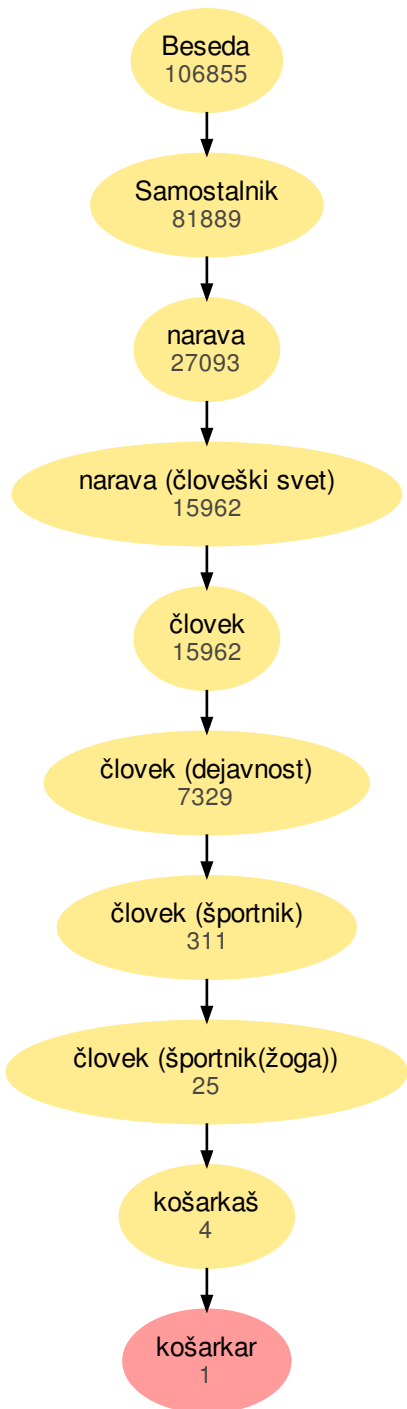 Beseda
106855
Samostalnik
81889
narava
27093
narava (človeški svet)
15962
človek
15962
človek (dejavnost)
7329
človek (športnik)
311
človek (športnik(žoga))
25
košarkaš
4
košarkar
1